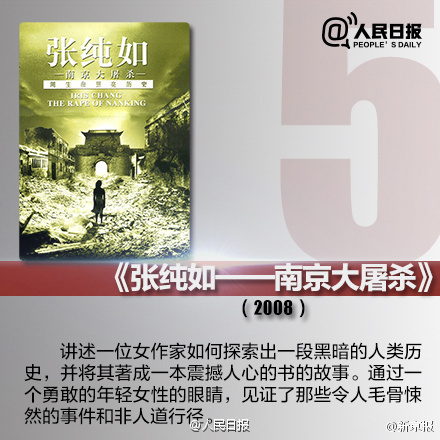 @人民日报
PEOPLE'S DAILY
5
张纯如
—南京大屠杀—
IRIS CHANG
THE RAPE OF NANKING
《张纯如——南京大屠杀》
(2008)
讲述一位女作家如何探索出一段黑暗的人类历
史，并将其著成一本震撼人心的书的故事。通过一
个勇敢的年轻女性的眼睛，见证了那些令人毛骨悚
然的事件和非人道行径。
@人民日报
@新京报